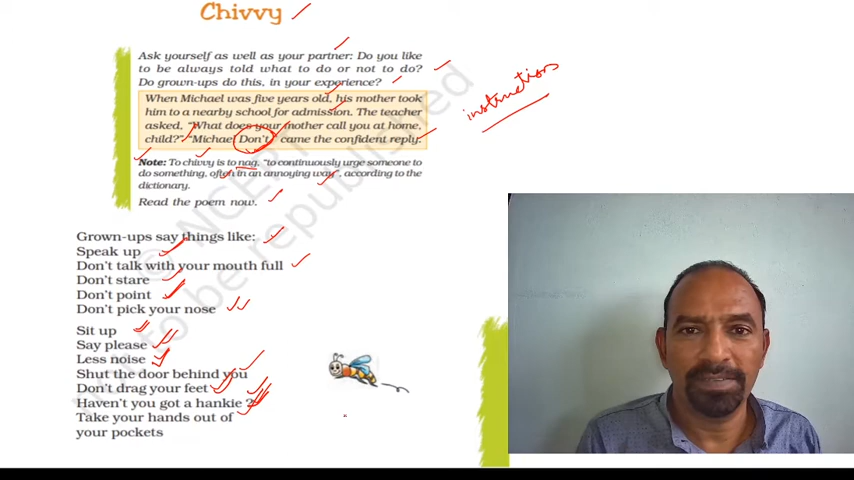 Chivvy
Ask yourself as well as your partner: Do you like
to be always told what to do or not to do?
Do grown-ups do this, in your experience?
instructions
When Michael was five years old, his mother took
him to a nearby school for admission. The teacher
asked, "What does your mother call you at home,
child?" "Michael Don't" came the confident reply.
Note: To chivvy is to nag, "to continuously urge someone to
do something, often in an annoying way", according to the
dictionary.
Read the poem now.
Grown-ups say things like:
Speak up
Don't talk with your mouth full
Don't stare
Don't point
Don't pick your nose
Sit up
Say please
Less noise
Shut the door behind you
Don't drag your feet
Haven't you got a hankie?
Take your hands out of
your pockets
© NCERT
not to be republished